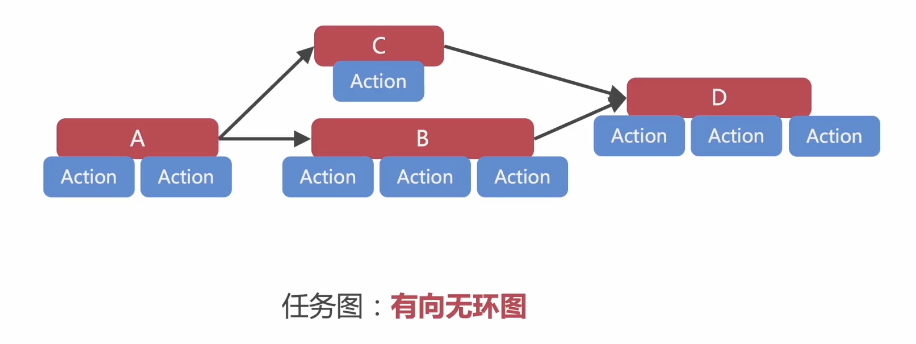 C
Action
D
Action Action Action
A
B
Action Action
Action Action Action
任务图：有向无环图